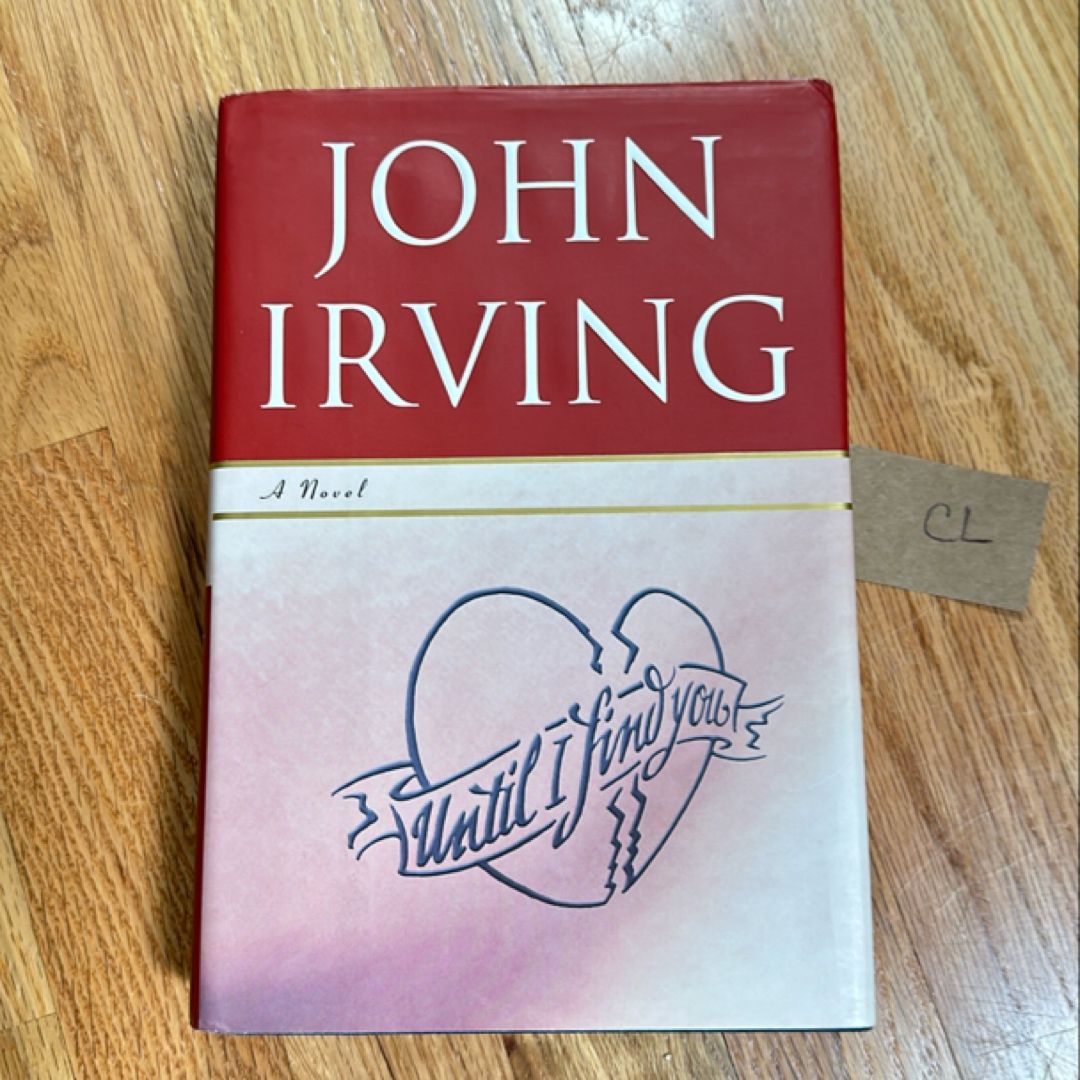 JOHN
IRVING
A Novel
CL
until I find you